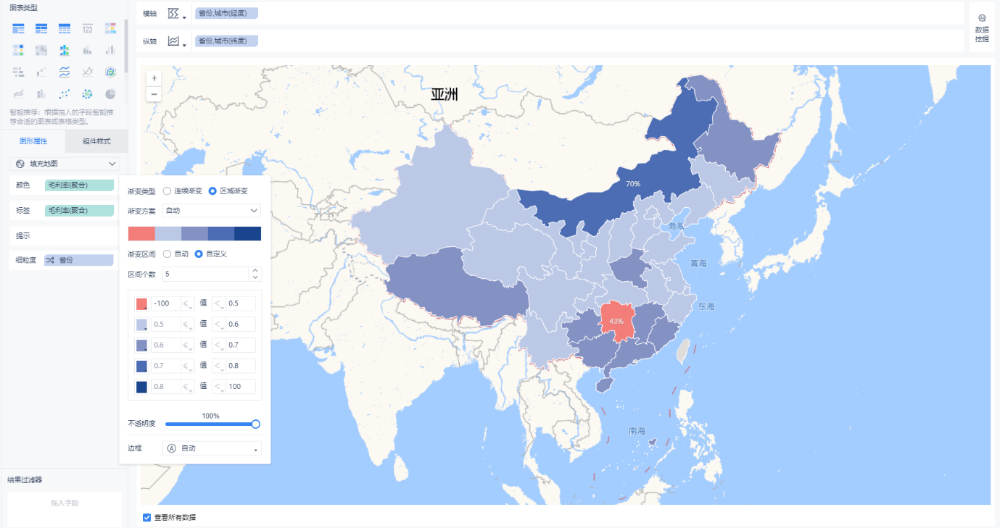 图表类型
123
智能推荐：根据拖入的字段智能推
荐合适的图表或表格类型。
图形属性
组件样式
填充地图
颜色
毛利率(聚合)
标签
毛利率(聚合)
提示
细粒度
省份
结果过滤器
拖入字段
横轴
省份,城市(经度)
纵轴
省份,城市(纬度)
数据
挖掘
渐变类型
连续渐变
区域渐变
渐变方案
自动
渐变区间
自动
自定义
区间个数
5
-100
≤
值
<
0.5
0.5
≤
值
<
0.6
0.6
≤
值
<
0.7
0.7
≤
值
<
0.8
0.8
≤
值
<
100
不透明度
100%
边框
A
自动
+
−
亚洲
70%
渤海
黄海
43%
东海
南海
查看所有数据